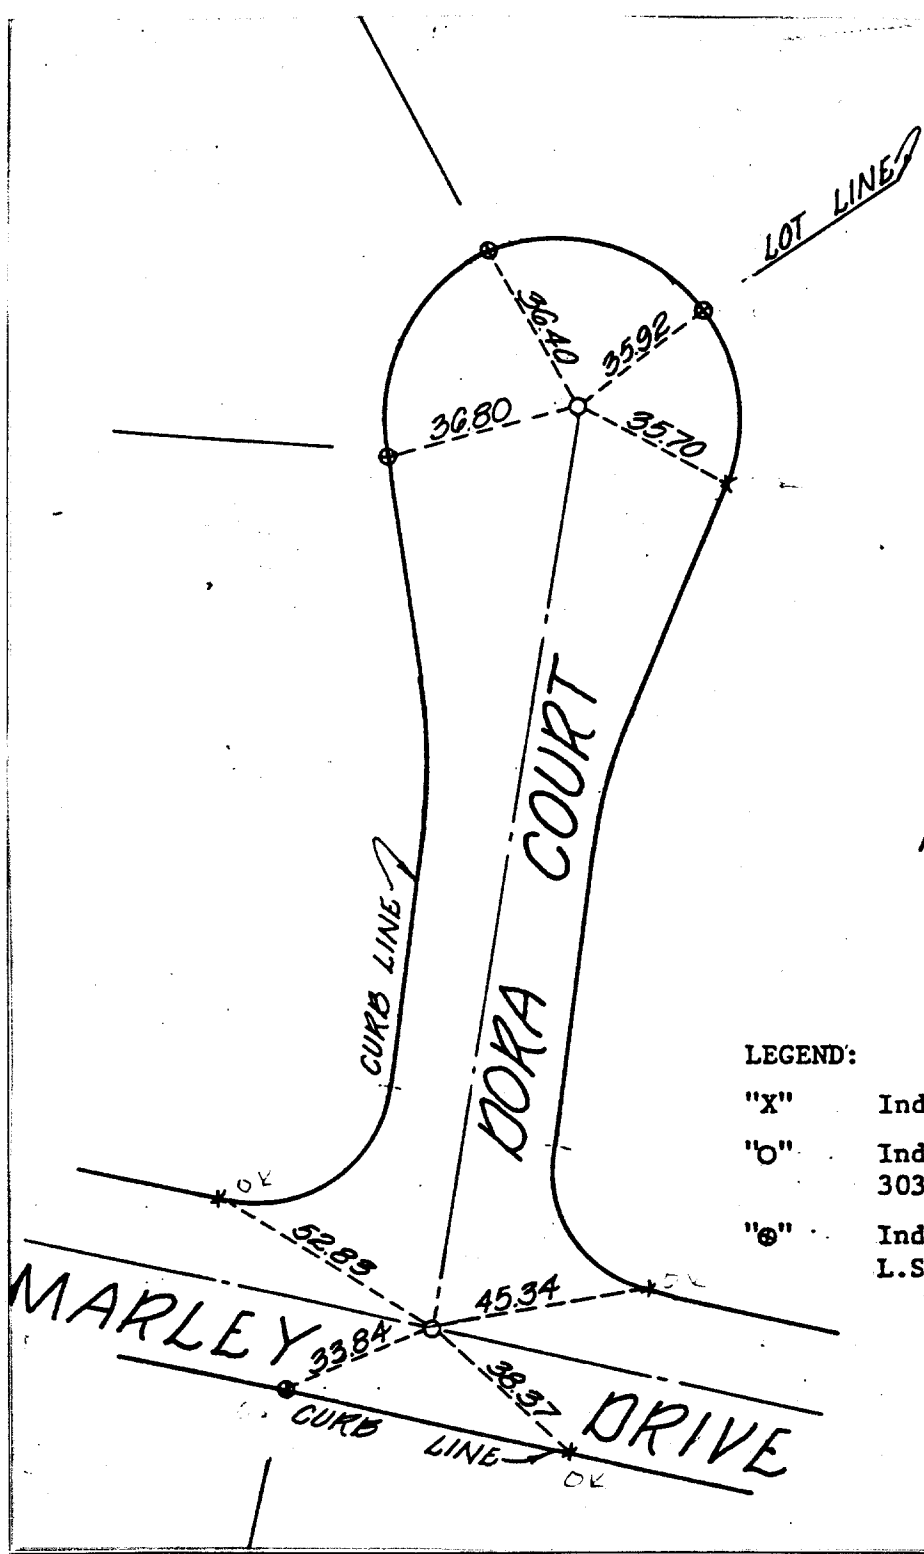 LOT LINE
36.40
35.92
36.80
35.70
COURT
CURB LINE
DORA
LEGEND:
"X" Ind
"O" Ind
303
"⊗" Ind
L.S
OK
52.83
OK
45.34
MARLEY
33.84
38.37
DRIVE
CURB LINE
OK